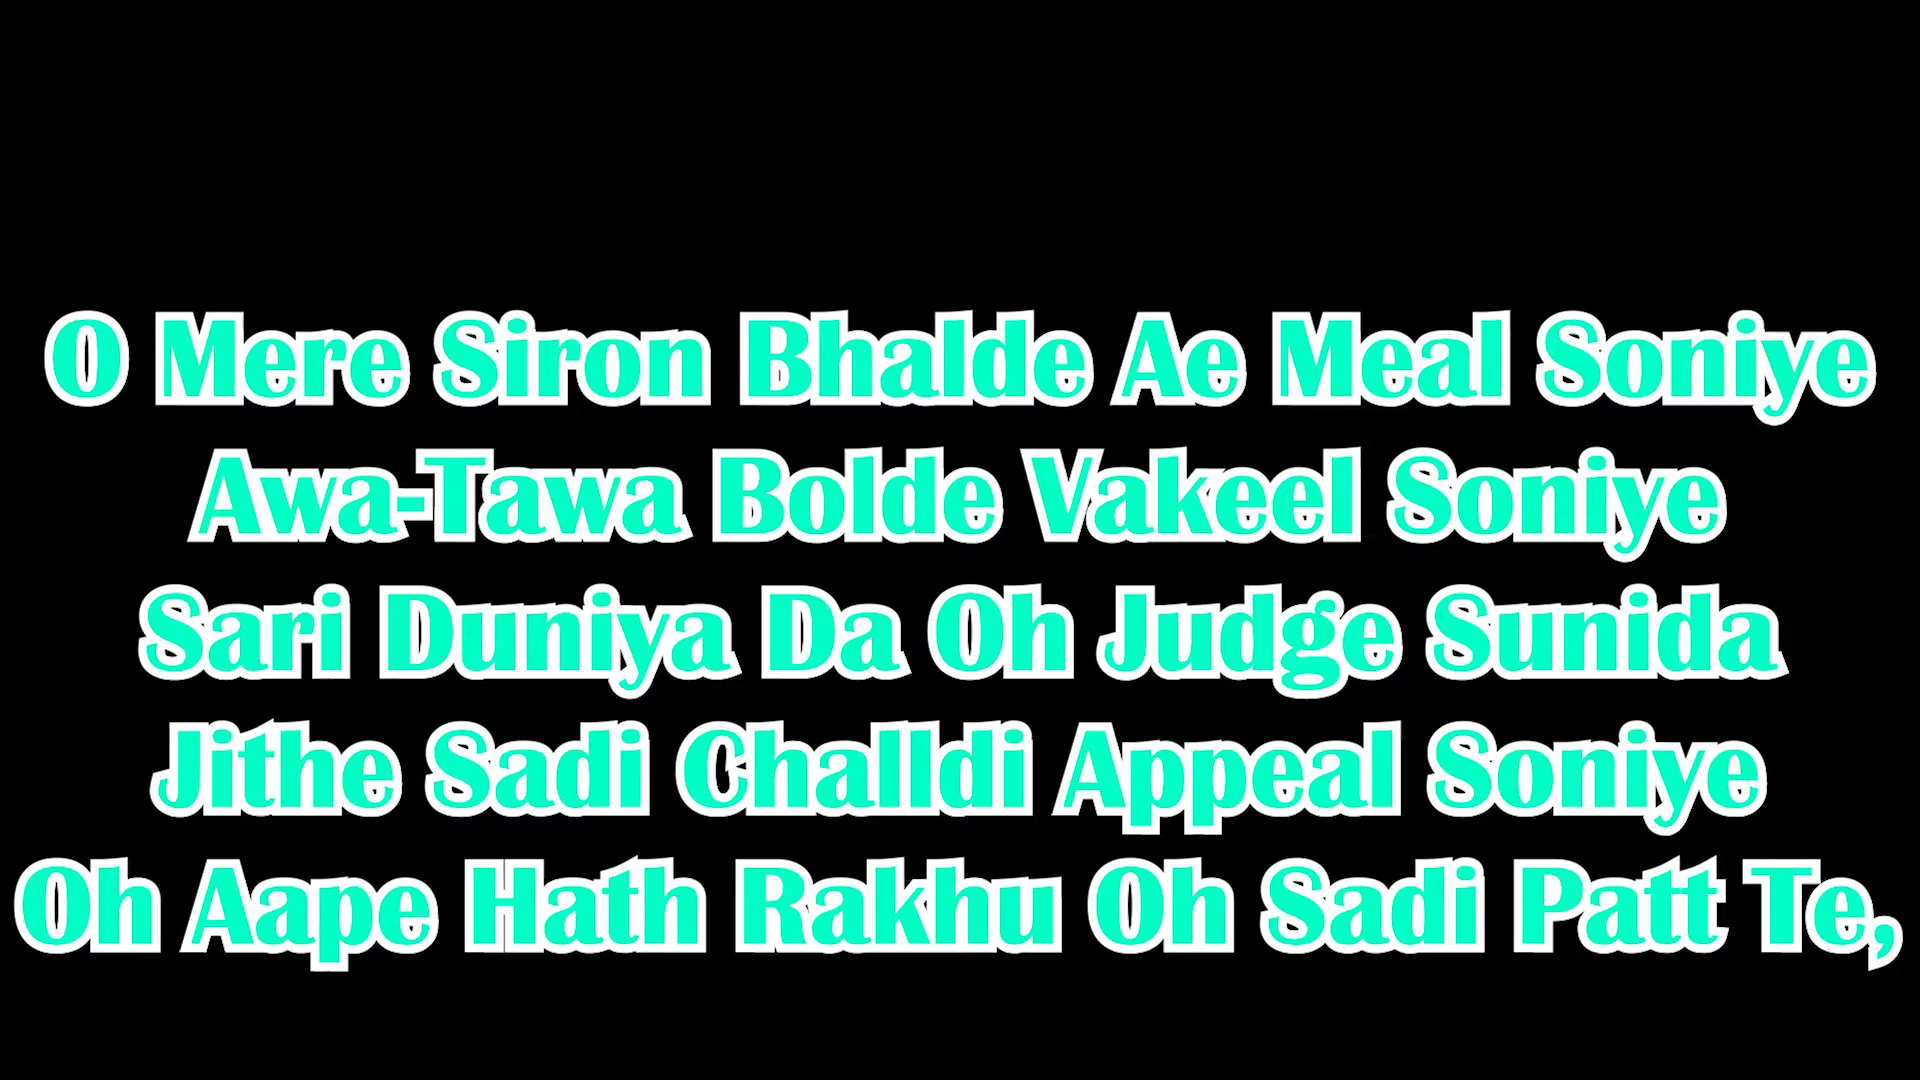 O Mere Siron Bhalde Ae Meal Soniye
Awa-Tawa Bolde Vakeel Soniye
Sari Duniya Da Oh Judge Sunida
Jithe Sadi Challdi Appeal Soniye
Oh Aape Hath Rakhu Oh Sadi Patt Te,